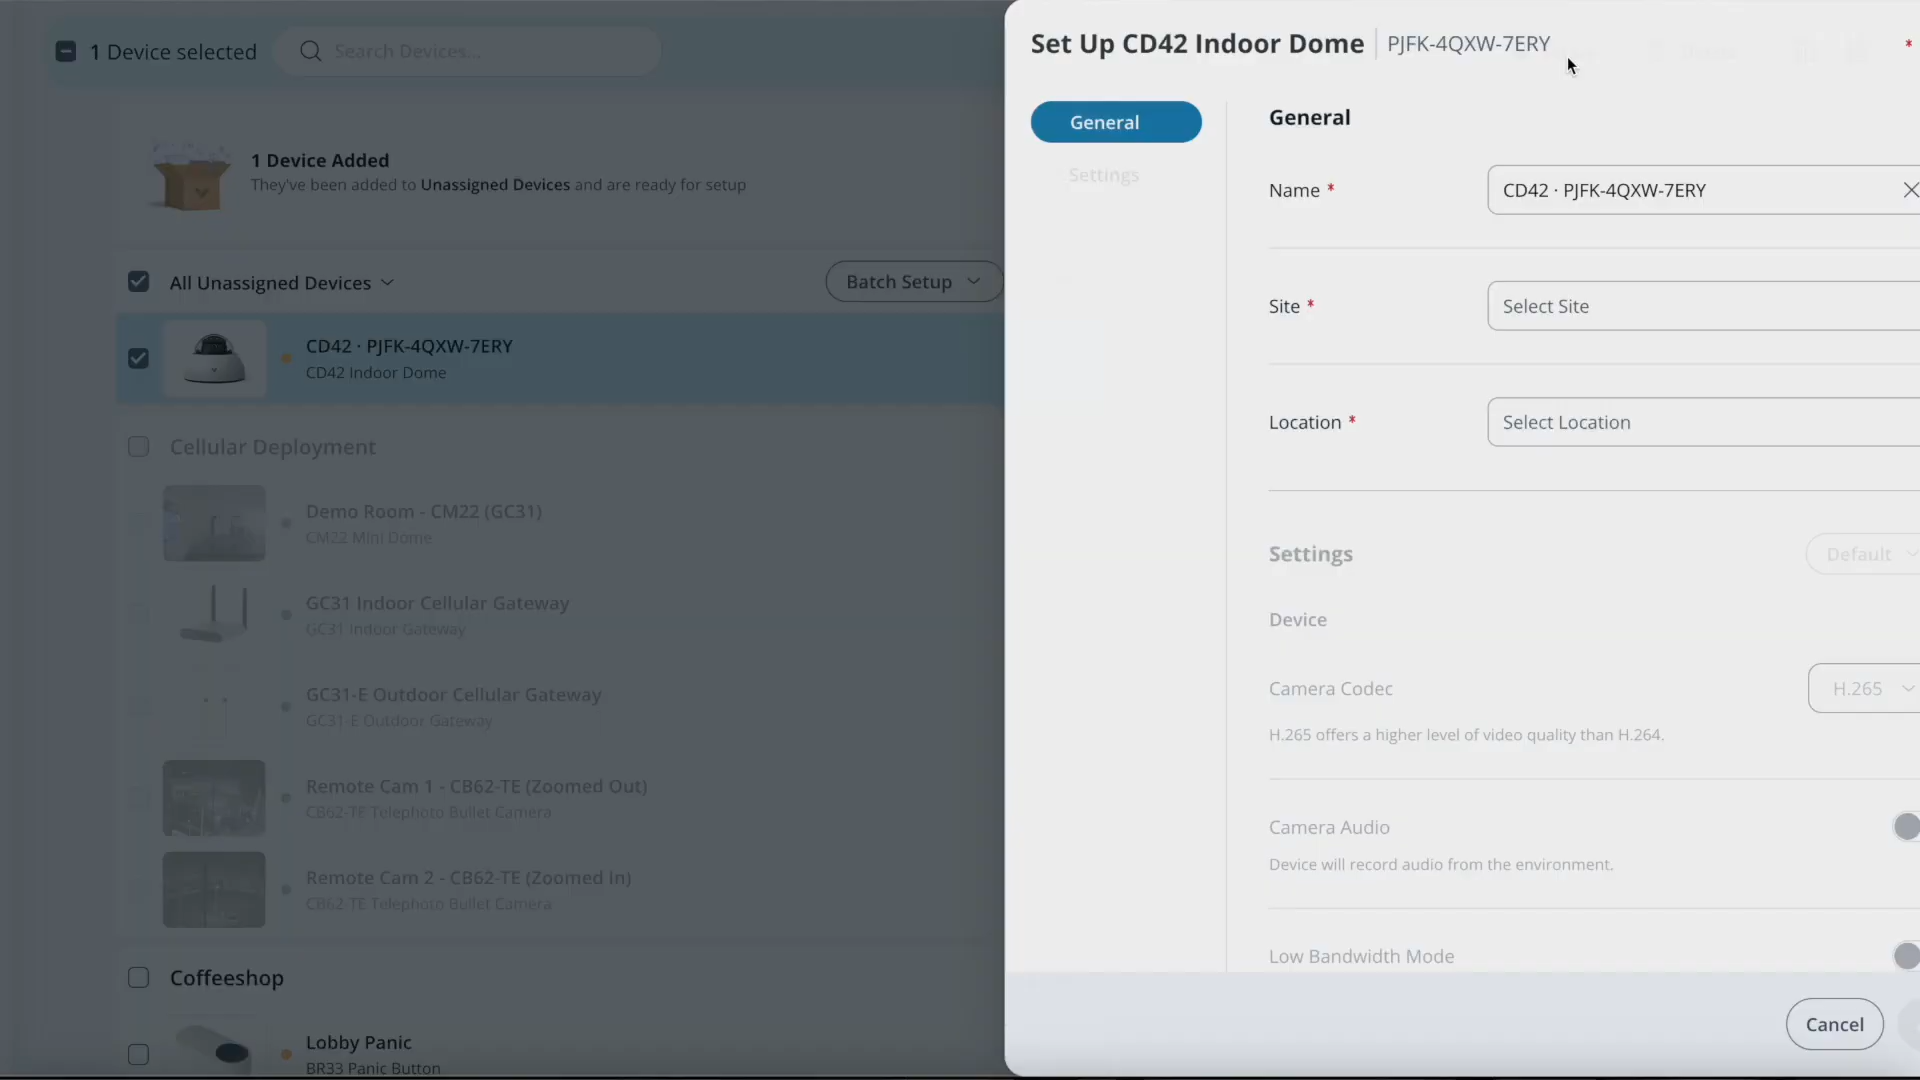 1 Device selected
Search Devices...
1 Device Added
They've been added to Unassigned Devices and are ready for setup
All Unassigned Devices
Batch Setup
CD42 · PJFK-4QXW-7ERY
CD42 Indoor Dome
Cellular Deployment
Demo Room - CM22 (GC31)
CM22 Mini Dome
GC31 Indoor Cellular Gateway
GC31 Indoor Gateway
GC31-E Outdoor Cellular Gateway
GC31-E Outdoor Gateway
Remote Cam 1 - CB62-TE (Zoomed Out)
CB62-TE Telephoto Bullet Camera
Remote Cam 2 - CB62-TE (Zoomed In)
CB62-TE Telephoto Bullet Camera
Coffeeshop
Lobby Panic
BR33 Panic Button
Set Up CD42 Indoor Dome
PJFK-4QXW-7ERY
*
General
Settings
General
Name *
CD42 · PJFK-4QXW-7ERY
Site *
Select Site
Location *
Select Location
Settings
Default
Device
Camera Codec
H.265
H.265 offers a higher level of video quality than H.264.
Camera Audio
Device will record audio from the environment.
Low Bandwidth Mode
Cancel